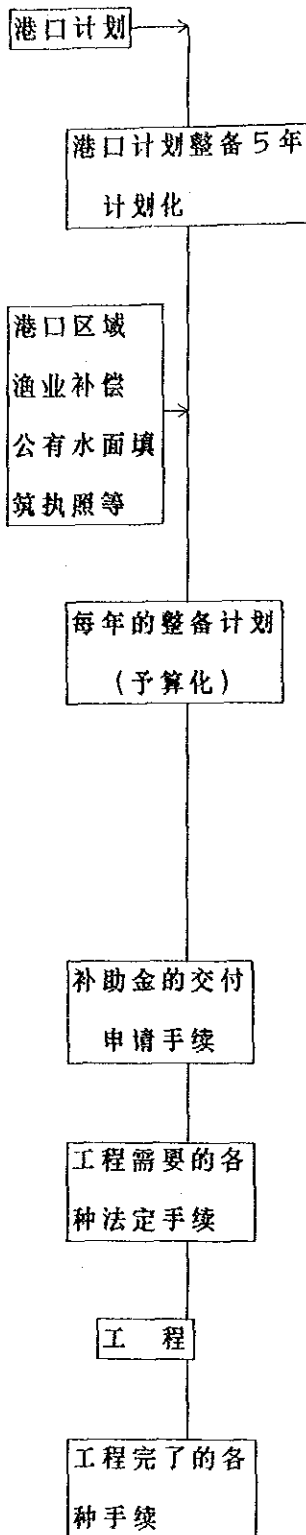 港口计划
港口计划整备5年
计划化
港口区域
渔业补偿
公有水面填
筑执照等
每年的整备计划
(予算化)
补助金的交付
申请手续
工程需要的各
种法定手续
工 程
工程完了的各
种手续